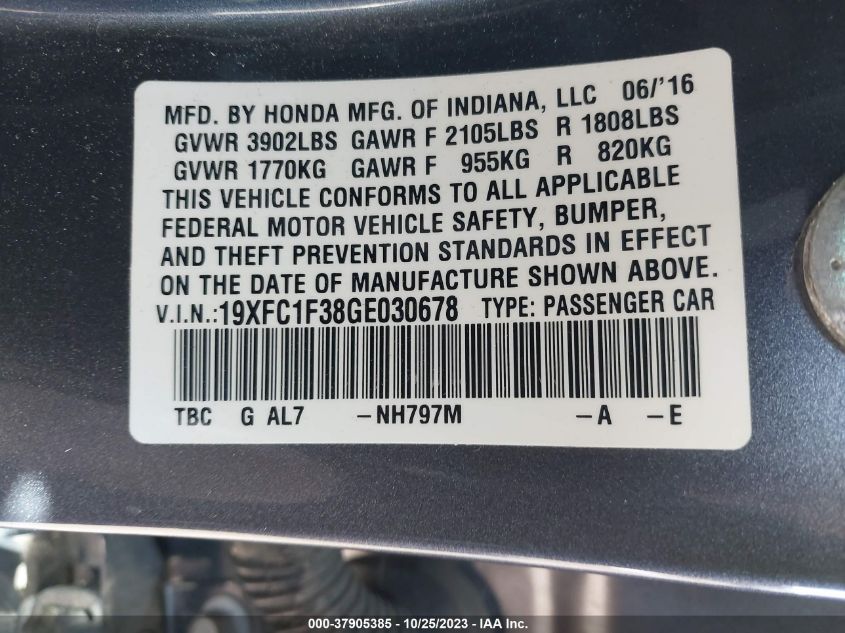 MFD. BY HONDA MFG. OF INDIANA, LLC 06/'16
GVWR 3902LBS GAWR F 2105LBS R 1808LBS
GVWR 1770KG GAWR F 955KG R 820KG
THIS VEHICLE CONFORMS TO ALL APPLICABLE
FEDERAL MOTOR VEHICLE SAFETY, BUMPER,
AND THEFT PREVENTION STANDARDS IN EFFECT
ON THE DATE OF MANUFACTURE SHOWN ABOVE.
V.I.N.:19XFC1F38GE030678 TYPE: PASSENGER CAR
TBC G AL7 -NH797M -A -E
000-37905385 - 10/25/2023 - IAA Inc.